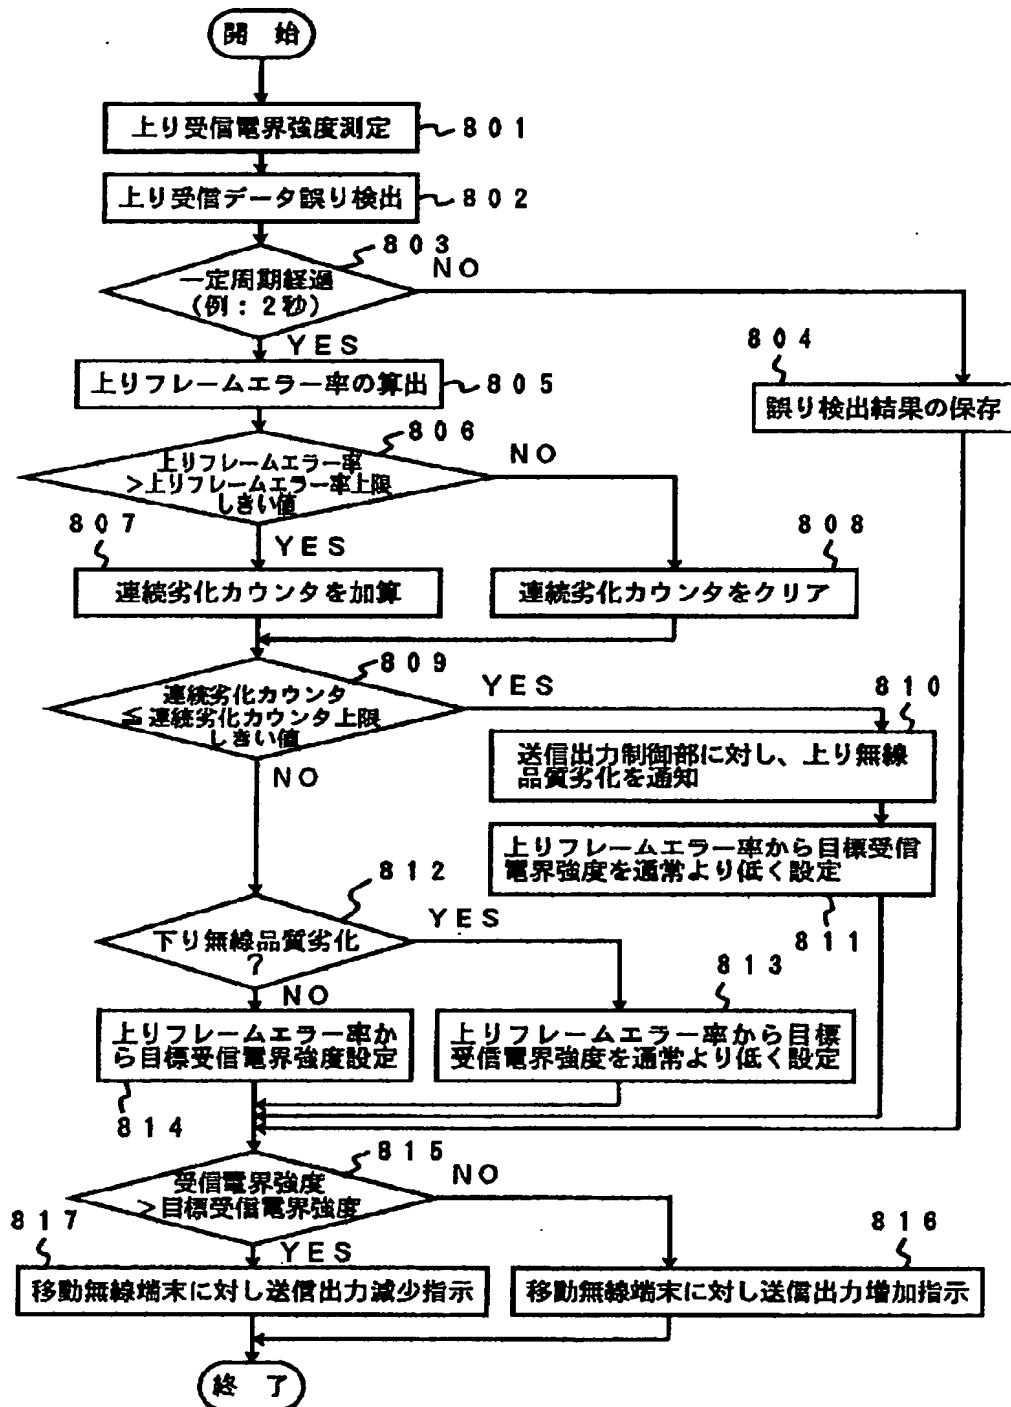 開 始
上り受信電界強度測定
801
上り受信データ誤り検出
802
803
一定周期経過
(例:2秒)
NO
YES
804
誤り検出結果の保存
上りフレームエラー率の算出
805
806
上りフレームエラー率
>上りフレームエラー率上限
しきい値
NO
YES
807
連続劣化カウンタを加算
808
連続劣化カウンタをクリア
809
連続劣化カウンタ
≦連続劣化カウンタ上限
しきい値
YES
NO
810
送信出力制御部に対し、上り無線
品質劣化を通知
上りフレームエラー率から目標受信
電界強度を通常より低く設定
811
812
下り無線品質劣化
?
YES
NO
813
上りフレームエラー率から目標
受信電界強度を通常より低く設定
上りフレームエラー率か
ら目標受信電界強度設定
814
815
受信電界強度
>目標受信電界強度
NO
YES
817
移動無線端末に対し送信出力減少指示
816
移動無線端末に対し送信出力増加指示
終 了